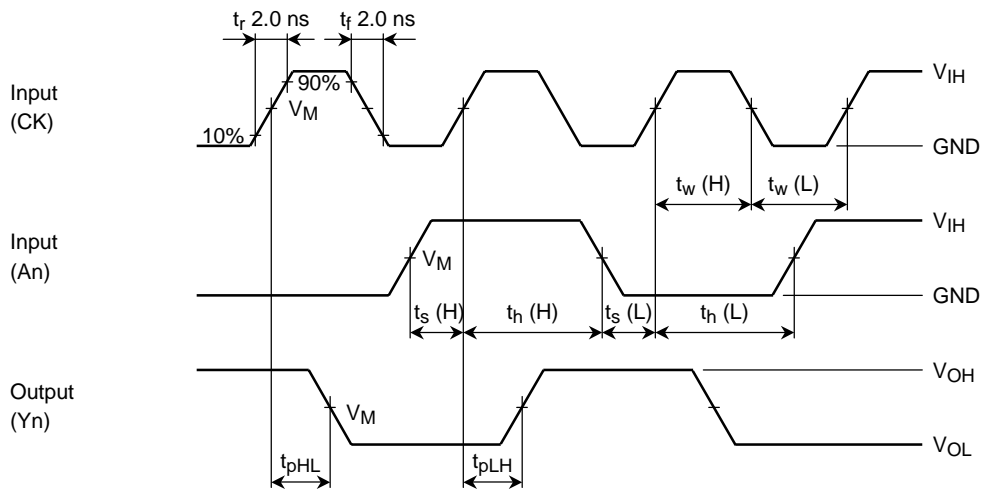 tr 2.0 ns tf 2.0 ns
Input
(CK)
90%
VM
10%
VIH
GND
tw (H) tw (L)
Input
(An)
VM
VIH
GND
ts (H) th (H) ts (L) th (L)
Output
(Yn)
VM
VOH
VOL
tpHL tpLH